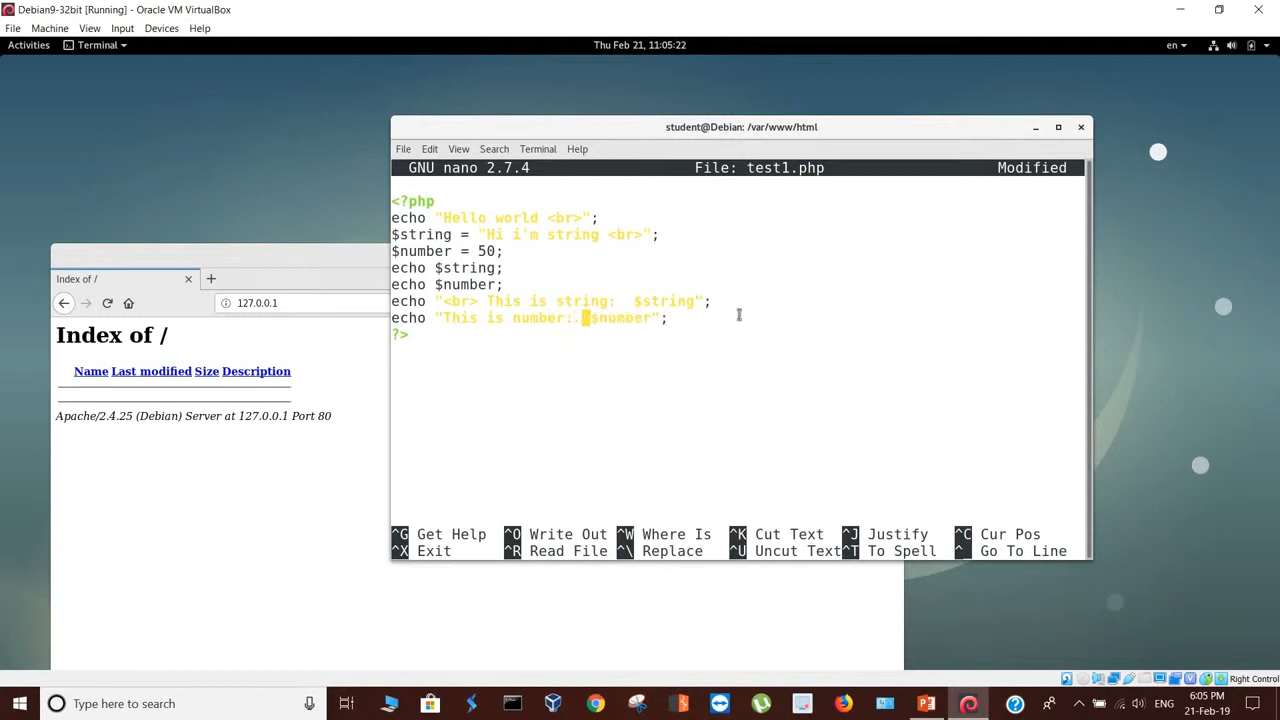 Debian9-32bit [Running] - Oracle VM VirtualBox
File Machine View Input Devices Help
Activities Terminal Thu Feb 21, 11:05:22 en
student@Debian: /var/www/html
File Edit View Search Terminal Help
GNU nano 2.7.4 File: test1.php Modified
<?php
echo "Hello world <br>";
$string = "Hi i'm string <br>";
$number = 50;
echo $string;
echo $number;
echo "<br> This is string:  $string";
echo "This is number: $number";
?>
^G Get Help ^O Write Out ^W Where Is ^K Cut Text ^J Justify ^C Cur Pos
^X Exit ^R Read File ^\ Replace ^U Uncut Text ^T To Spell ^_ Go To Line
Index of /
127.0.0.1
Index of /
Name Last modified Size Description
Apache/2.4.25 (Debian) Server at 127.0.0.1 Port 80
Right Control
Type here to search
ENG
6:05 PM
21-Feb-19